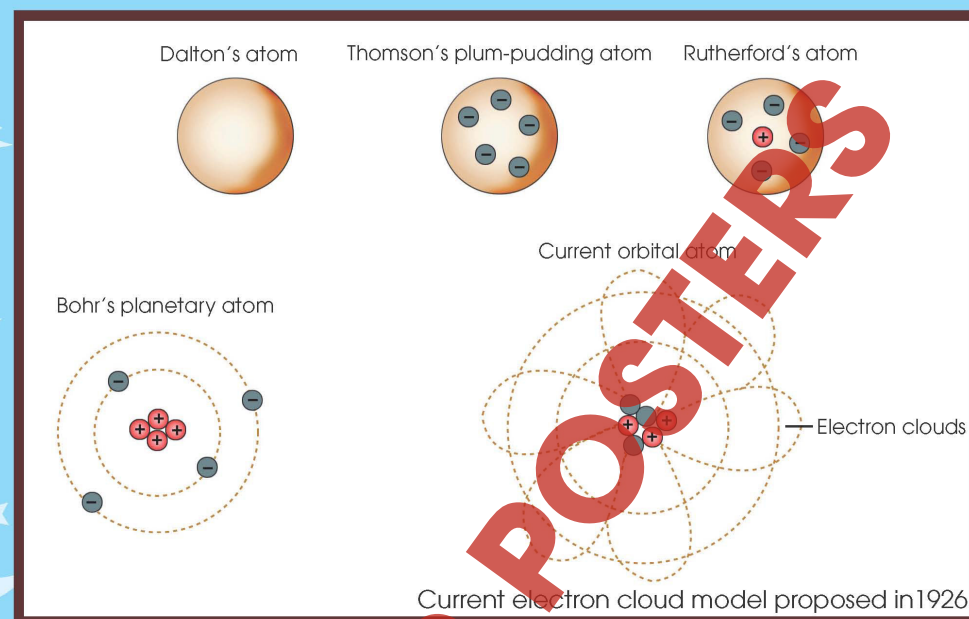 Dalton's atom
Thomson's plum-pudding atom
Rutherford's atom
−
−
−
−
−
−
−
−
−
+
Current orbital atom
Bohr's planetary atom
−
−
+
+
+
+
−
−
+
+
+
Electron clouds
POSTERS
Current electron cloud model proposed in1926